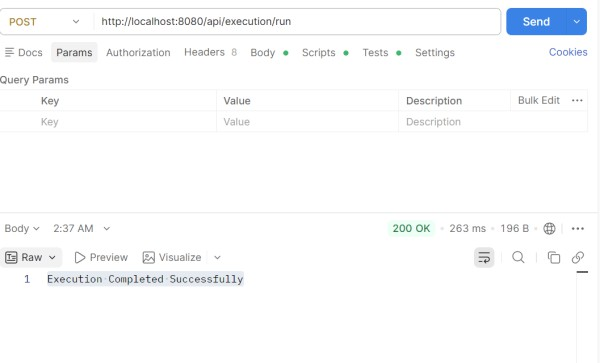 POST http://localhost:8080/api/execution/run Send
Docs Params Authorization Headers 8 Body Scripts Tests Settings Cookies
Query Params
Key Value Description Bulk Edit
Key Value Description
Body 2:37 AM 200 OK 263 ms 196 B
Raw Preview Visualize
1 Execution Completed Successfully